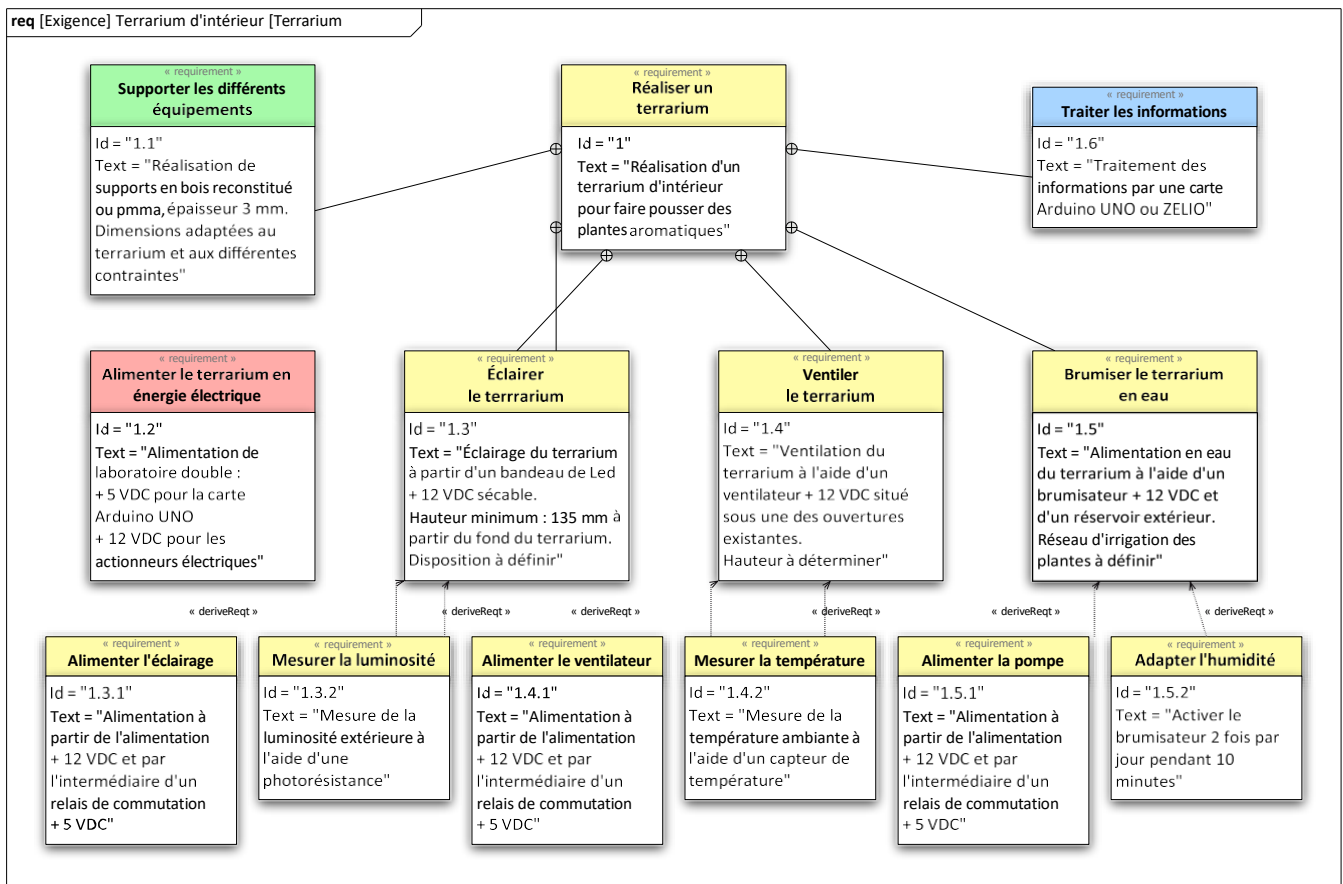 req [Exigence] Terrarium d'intérieur [Terrarium
« requirement »
Supporter les différents
équipements
Id = "1.1"
Text = "Réalisation de
supports en bois reconstitué
ou pmma, épaisseur 3 mm.
Dimensions adaptées au
terrarium et aux différentes
contraintes"
« requirement »
Réaliser un
terrarium
Id = "1"
Text = "Réalisation d'un
terrarium d'intérieur
pour faire pousser des
plantes aromatiques"
« requirement »
Traiter les informations
Id = "1.6"
Text = "Traitement des
informations par une carte
Arduino UNO ou ZELIO"
« requirement »
Alimenter le terrarium en
énergie électrique
Id = "1.2"
Text = "Alimentation de
laboratoire double :
+ 5 VDC pour la carte
Arduino UNO
+ 12 VDC pour les
actionneurs électriques"
« requirement »
Éclairer
le terrrarium
Id = "1.3"
Text = "Éclairage du terrarium
à partir d'un bandeau de Led
+ 12 VDC sécable.
Hauteur minimum : 135 mm à
partir du fond du terrarium.
Disposition à définir"
« requirement »
Ventiler
le terrarium
Id = "1.4"
Text = "Ventilation du
terrarium à l'aide d'un
ventilateur + 12 VDC situé
sous une des ouvertures
existantes.
Hauteur à déterminer"
« requirement »
Brumiser le terrarium
en eau
Id = "1.5"
Text = "Alimentation en eau
du terrarium à l'aide d'un
brumisateur + 12 VDC et
d'un réservoir extérieur.
Réseau d'irrigation des
plantes à définir"
« deriveReqt »
« deriveReqt »
« deriveReqt »
« deriveReqt »
« deriveReqt »
« deriveReqt »
« requirement »
Alimenter l'éclairage
Id = "1.3.1"
Text = "Alimentation à
partir de l'alimentation
+ 12 VDC et par
l'intermédiaire d'un
relais de commutation
+ 5 VDC"
« requirement »
Mesurer la luminosité
Id = "1.3.2"
Text = "Mesure de la
luminosité extérieure à
l'aide d'une
photorésistance"
« requirement »
Alimenter le ventilateur
Id = "1.4.1"
Text = "Alimentation à
partir de l'alimentation
+ 12 VDC et par
l'intermédiaire d'un
relais de commutation
+ 5 VDC"
« requirement »
Mesurer la température
Id = "1.4.2"
Text = "Mesure de la
température ambiante à
l'aide d'un capteur de
température"
« requirement »
Alimenter la pompe
Id = "1.5.1"
Text = "Alimentation à
partir de l'alimentation
+ 12 VDC et par
l'intermédiaire d'un
relais de commutation
+ 5 VDC"
« requirement »
Adapter l'humidité
Id = "1.5.2"
Text = "Activer le
brumisateur 2 fois par
jour pendant 10
minutes"